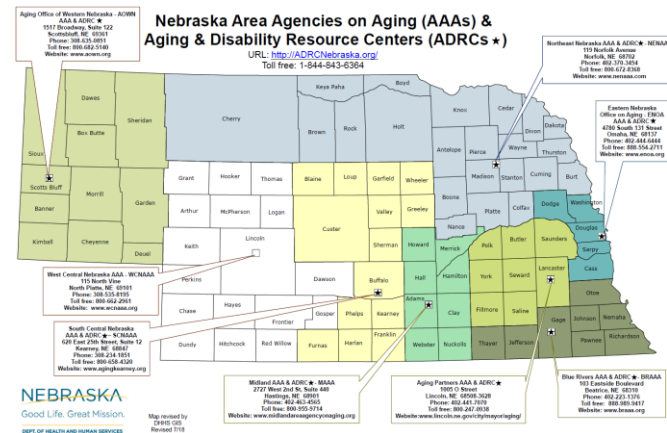 Nebraska Area Agencies on Aging (AAAs) &
Aging & Disability Resource Centers (ADRCs ★)
URL: http://ADRCNebraska.org/
Toll free: 1-844-843-6364
Aging Office of Western Nebraska - AOWN
AAA & ADRC ★
1517 Broadway, Suite 122
Scottsbluff, NE 69361
Phone: 308-635-0851
Toll free: 800-682-5140
Website: www.aown.org
Northeast Nebraska AAA & ADRC★ - NENAAA
119 Norfolk Avenue
Norfolk, NE 68702
Phone: 402-370-3454
Toll free: 800-672-8368
Website: www.nenaaa.com
Eastern Nebraska
Office on Aging - ENOA
AAA & ADRC ★
4780 South 131 Street
Omaha, NE 68137
Phone: 402-444-6444
Toll free: 888-554-2711
Website: www.enoa.org
Sioux
Dawes
Box Butte
Sheridan
Scotts Bluff
Banner
Morrill
Garden
Kimball
Cheyenne
Deuel
Cherry
Keya Paha
Boyd
Brown
Rock
Holt
Knox
Cedar
Dixon
Dakota
Antelope
Pierce
Wayne
Thurston
Madison
Stanton
Cuming
Burt
Boone
Platte
Colfax
Nance
Dodge
Washington
Douglas
Sarpy
Cass
Grant
Hooker
Thomas
Arthur
McPherson
Logan
Keith
Lincoln
Perkins
Dawson
Chase
Hayes
Frontier
Gosper
Dundy
Hitchcock
Red Willow
Blaine
Loup
Garfield
Wheeler
Custer
Valley
Greeley
Sherman
Buffalo
Phelps
Kearney
Furnas
Harlan
Franklin
Howard
Merrick
Hall
Hamilton
Adams
Clay
Webster
Nuckolls
Polk
Butler
Saunders
York
Seward
Lancaster
Fillmore
Saline
Otoe
Gage
Johnson
Nemaha
Thayer
Jefferson
Pawnee
Richardson
West Central Nebraska AAA - WCNAAA
115 North Vine
North Platte, NE 69101
Phone: 308-535-8195
Toll free: 800-662-2961
Website: www.wcnaaa.org
South Central Nebraska
AAA & ADRC★ - SCNAAA
620 East 25th Street, Suite 12
Kearney, NE 68847
Phone: 308-234-1851
Toll free: 800-658-4320
Website: www.agingkearney.org
Midland AAA & ADRC★ - MAAA
2727 West 2nd St, Suite 440
Hastings, NE 68901
Phone: 402-463-4565
Toll free: 800-955-9714
Website: www.midlandareaagencyonaging.org
Aging Partners AAA & ADRC★
1005 O Street
Lincoln, NE 68508-3628
Phone: 402-441-7070
Toll free: 800-247-0938
Website:www.lincoln.ne.gov/city/mayor/aging/
Blue Rivers AAA & ADRC★ - BRAAA
103 Eastside Boulevard
Beatrice, NE 68310
Phone: 402-223-1376
Toll free: 888-989-9417
Website: www.braaa.org
NEBRASKA
Good Life. Great Mission.
DEPT. OF HEALTH AND HUMAN SERVICES
Map revised by
DHHS GIS
Revised 7/18